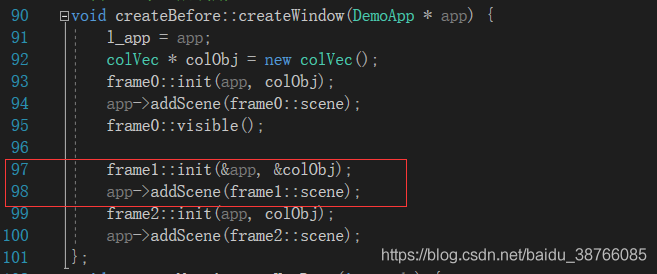 90 void createBefore::createWindow(DemoApp * app) {
91 l_app = app;
92 colVec * colObj = new colVec();
93 frame0::init(app, colObj);
94 app->addScene(frame0::scene);
95 frame0::visible();
96
97 frame1::init(&app, &colObj);
98 app->addScene(frame1::scene);
99 frame2::init(app, colObj);
100 app->addScene(frame2::scene);
101 };
https://blog.csdn.net/baidu_38766085